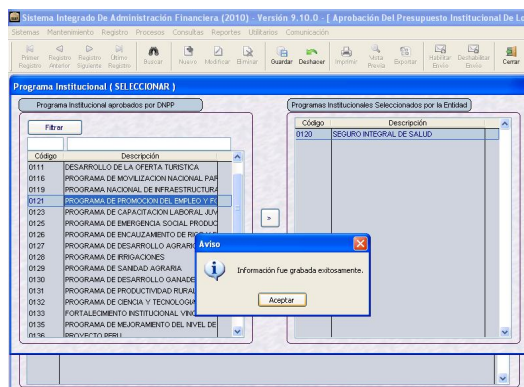 Sistema Integrado De Administración Financiera (2010) - Versión 9.10.0 - [ Aprobación Del Presupuesto Institucional De Lo
Sistemas Mantenimiento Registro Procesos Consultas Reportes Utilitarios Comunicación
Primer Registro
Registro Anterior
Registro Siguiente
Último Registro
Buscar
Nuevo
Modificar
Eliminar
Guardar
Deshacer
Imprimir
Vista Previa
Exportar
Habilitar Envío
Deshabilitar Envío
Cerrar
Programa Institucional ( SELECCIONAR )
Programa Institucional aprobados por DNPP
Filtrar
Código Descripción
0111 DESARROLLO DE LA OFERTA TURISTICA
0116 PROGRAMA DE MOVILIZACION NACIONAL PAR
0119 PROGRAMA NACIONAL DE INFRAESTRUCTURA
0121 PROGRAMA DE PROMOCION DEL EMPLEO Y FO
0123 PROGRAMA DE CAPACITACION LABORAL JUV
0125 PROGRAMA DE EMERGENCIA SOCIAL PRODUC
0126 PROGRAMA DE ENCAUZAMIENTO DE
0127 PROGRAMA DE DESARROLLO AGRARI
0128 PROGRAMA DE IRRIGACIONES
0129 PROGRAMA DE SANIDAD AGRARIA
0130 PROGRAMA DE DESARROLLO GANADE
0131 PROGRAMA DE PRODUCTIVIDAD RURAL
0132 PROGRAMA DE CIENCIA Y TECNOLOGIA
0133 FORTALECIMIENTO INSTITUCIONAL VINC
0135 PROGRAMA DE MEJORAMIENTO DEL NIVEL DE
0136 PROYECTO PERU
»
Programas Institucionales Seleccionados por la Entidad
Código Descripción
0120 SEGURO INTEGRAL DE SALUD
Aviso
Información fue grabada exitosamente.
Aceptar